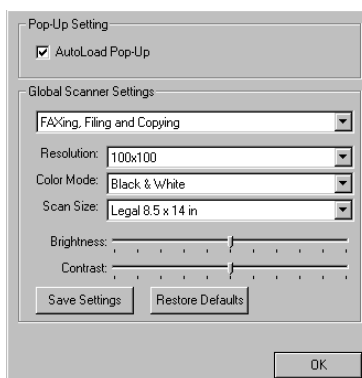 Pop-Up Setting
AutoLoad Pop-Up
Global Scanner Settings
FAXing, Filing and Copying
Resolution: 100x100
Color Mode: Black & White
Scan Size: Legal 8.5 x 14 in
Brightness:
Contrast:
Save Settings Restore Defaults
OK